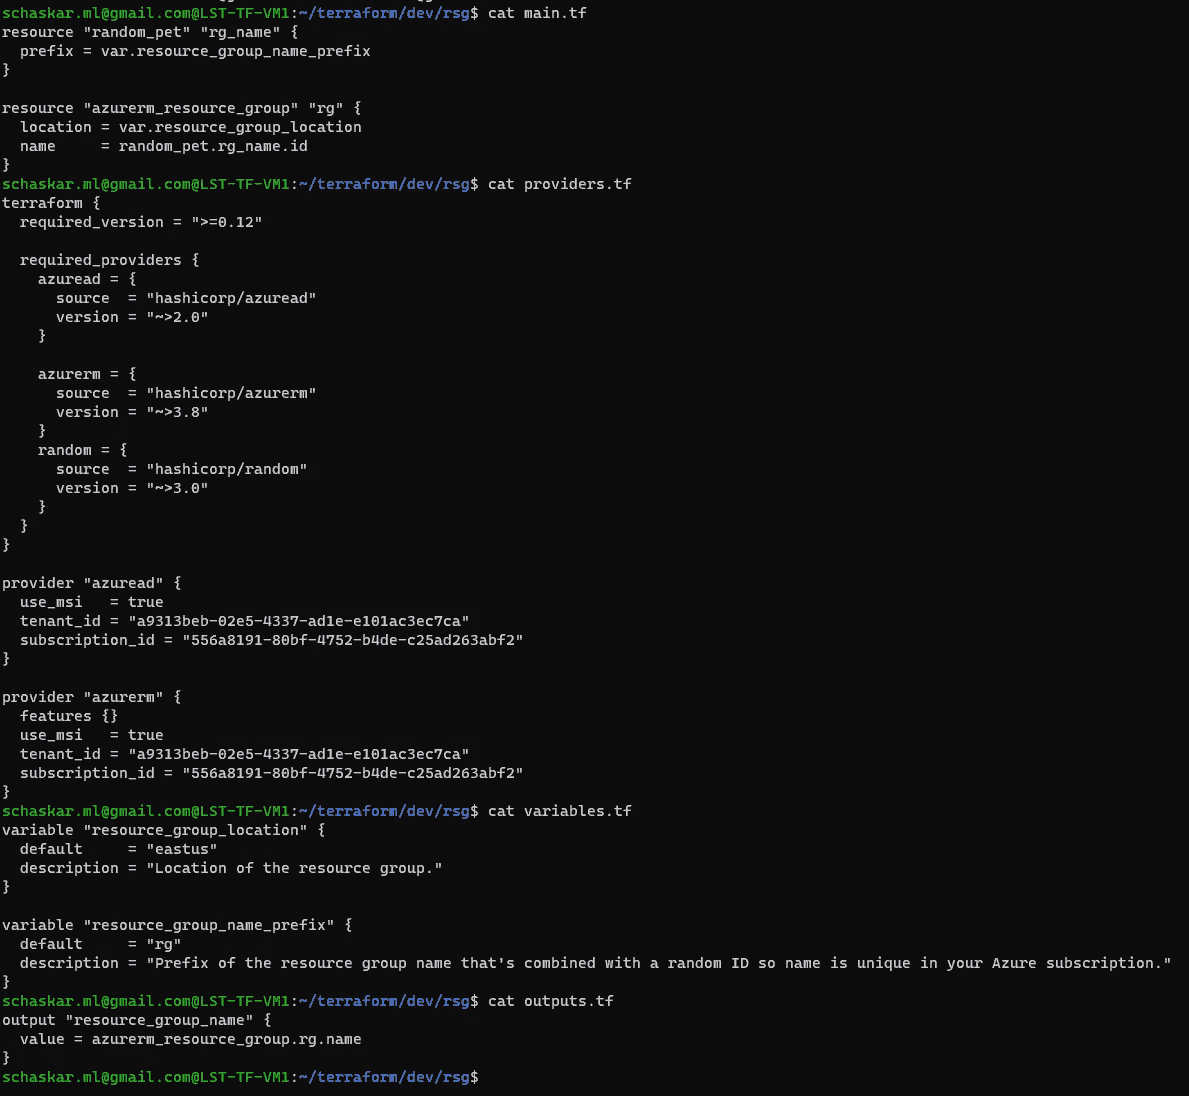 schaskar.ml@gmail.com@LST-TF-VM1:~/terraform/dev/rsg$ cat main.tf
resource "random_pet" "rg_name" {
  prefix = var.resource_group_name_prefix
}

resource "azurerm_resource_group" "rg" {
  location = var.resource_group_location
  name     = random_pet.rg_name.id
}
schaskar.ml@gmail.com@LST-TF-VM1:~/terraform/dev/rsg$ cat providers.tf
terraform {
  required_version = ">=0.12"

  required_providers {
    azuread = {
      source  = "hashicorp/azuread"
      version = "~>2.0"
    }

    azurerm = {
      source  = "hashicorp/azurerm"
      version = "~>3.8"
    }
    random = {
      source  = "hashicorp/random"
      version = "~>3.0"
    }
  }
}

provider "azuread" {
  use_msi   = true
  tenant_id = "a9313beb-02e5-4337-ad1e-e101ac3ec7ca"
  subscription_id = "556a8191-80bf-4752-b4de-c25ad263abf2"
}

provider "azurerm" {
  features {}
  use_msi   = true
  tenant_id = "a9313beb-02e5-4337-ad1e-e101ac3ec7ca"
  subscription_id = "556a8191-80bf-4752-b4de-c25ad263abf2"
}
schaskar.ml@gmail.com@LST-TF-VM1:~/terraform/dev/rsg$ cat variables.tf
variable "resource_group_location" {
  default     = "eastus"
  description = "Location of the resource group."
}

variable "resource_group_name_prefix" {
  default     = "rg"
  description = "Prefix of the resource group name that's combined with a random ID so name is unique in your Azure subscription."
}
schaskar.ml@gmail.com@LST-TF-VM1:~/terraform/dev/rsg$ cat outputs.tf
output "resource_group_name" {
  value = azurerm_resource_group.rg.name
}
schaskar.ml@gmail.com@LST-TF-VM1:~/terraform/dev/rsg$